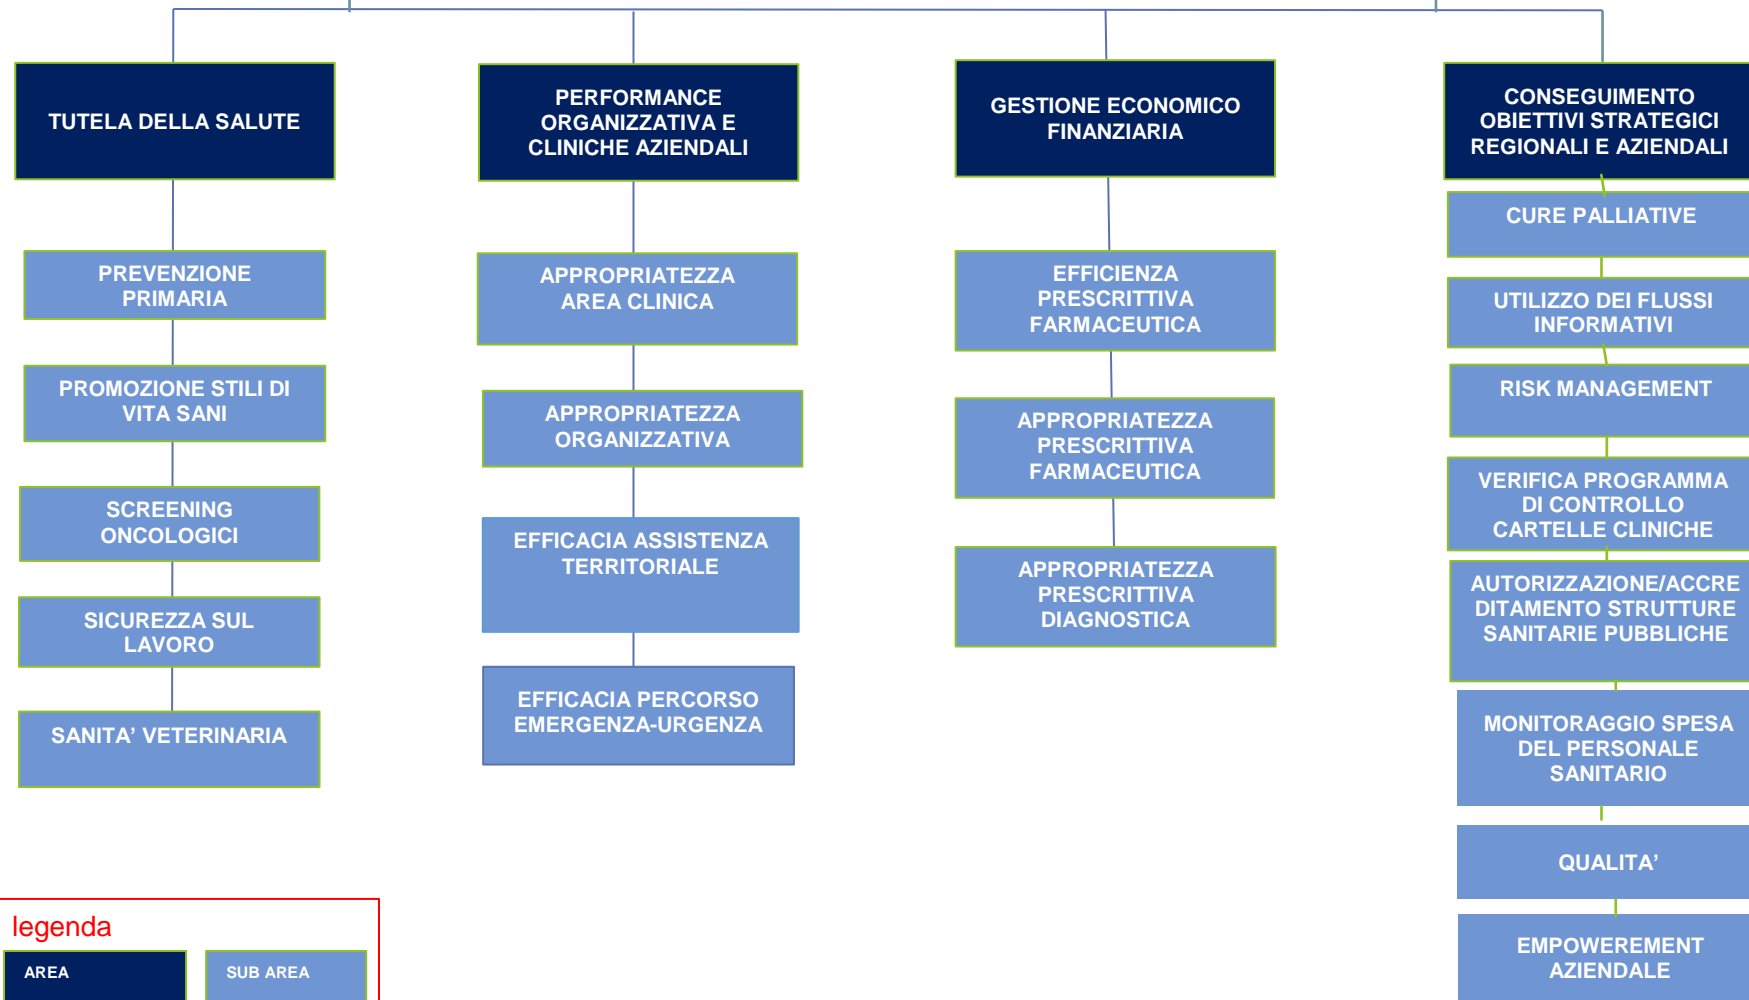 TUTELA DELLA SALUTE
PREVENZIONE
PRIMARIA
PROMOZIONE STILI DI
VITA SANI
SCREENING
ONCOLOGICI
SICUREZZA SUL
LAVORO
SANITA’ VETERINARIA
PERFORMANCE
ORGANIZZATIVA E
CLINICHE AZIENDALI
APPROPRIATEZZA
AREA CLINICA
APPROPRIATEZZA
ORGANIZZATIVA
EFFICACIA ASSISTENZA
TERRITORIALE
EFFICACIA PERCORSO
EMERGENZA-URGENZA
GESTIONE ECONOMICO
FINANZIARIA
EFFICIENZA
PRESCRITTIVA
FARMACEUTICA
APPROPRIATEZZA
PRESCRITTIVA
FARMACEUTICA
APPROPRIATEZZA
PRESCRITTIVA
DIAGNOSTICA
CONSEGUIMENTO
OBIETTIVI STRATEGICI
REGIONALI E AZIENDALI
CURE PALLIATIVE
UTILIZZO DEI FLUSSI
INFORMATIVI
RISK MANAGEMENT
VERIFICA PROGRAMMA
DI CONTROLLO
CARTELLE CLINICHE
AUTORIZZAZIONE/ACCRE
DITAMENTO STRUTTURE
SANITARIE PUBBLICHE
MONITORAGGIO SPESA
DEL PERSONALE
SANITARIO
QUALITA’
EMPOWEREMENT
AZIENDALE
legenda
AREA
SUB AREA